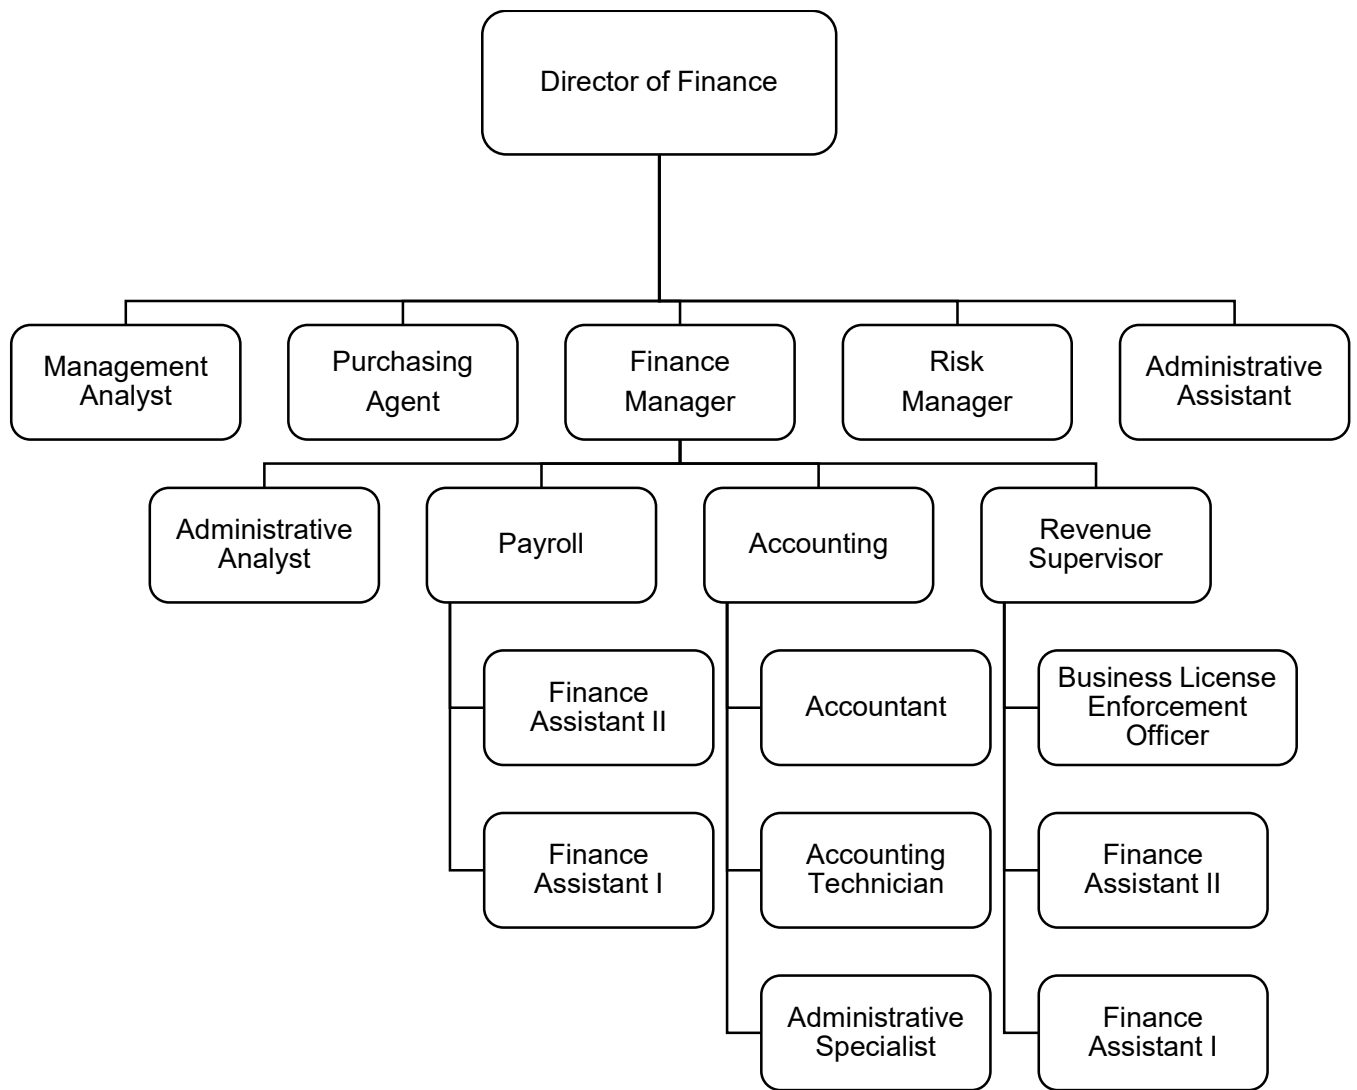 Director of Finance
Management
Analyst
Purchasing
Agent
Finance
Manager
Risk
Manager
Administrative
Assistant
Administrative
Analyst
Payroll
Accounting
Revenue
Supervisor
Finance
Assistant II
Accountant
Business License
Enforcement
Officer
Finance
Assistant I
Accounting
Technician
Finance
Assistant II
Administrative
Specialist
Finance
Assistant I